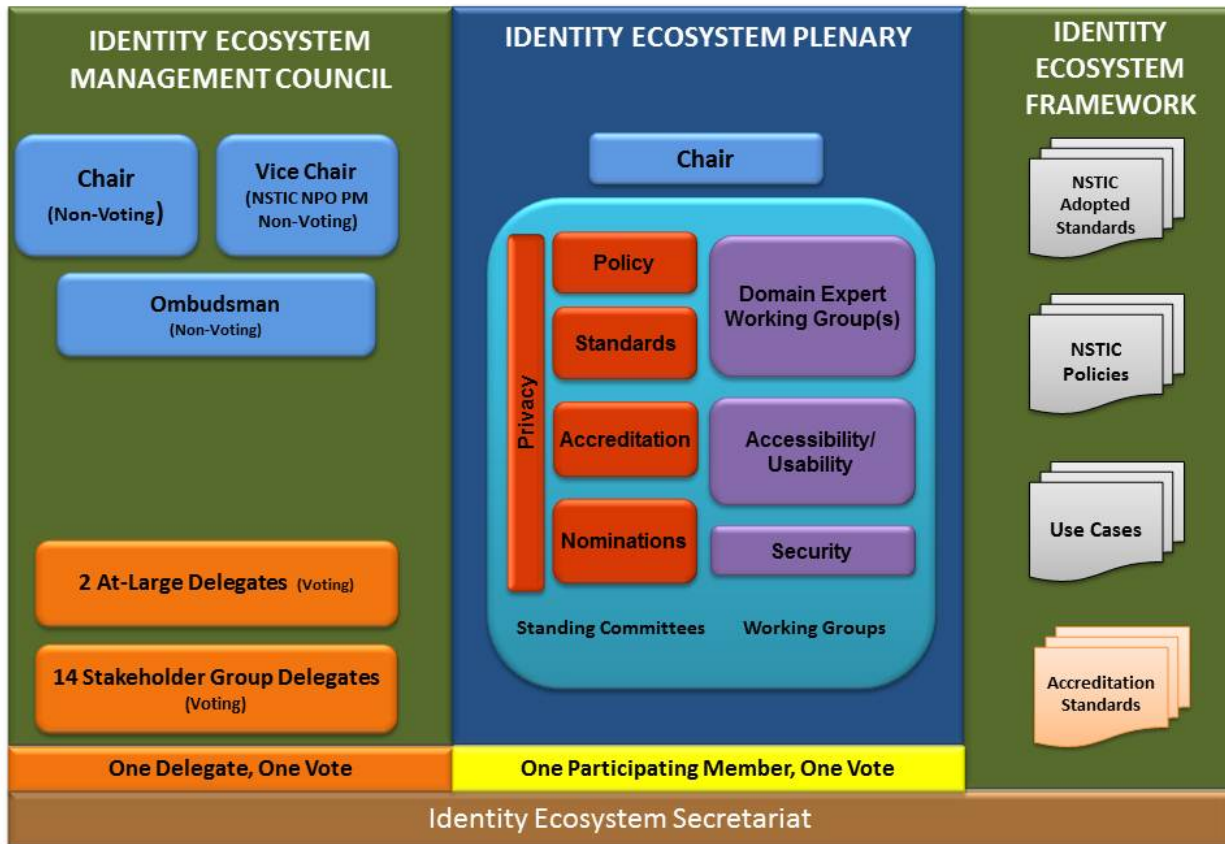 IDENTITY ECOSYSTEM
MANAGEMENT COUNCIL
Chair
(Non-Voting)
Vice Chair
(NSTIC NPO PM
Non-Voting)
Ombudsman
(Non-Voting)
2 At-Large Delegates (Voting)
14 Stakeholder Group Delegates
(Voting)
One Delegate, One Vote
IDENTITY ECOSYSTEM PLENARY
Chair
Privacy
Policy
Standards
Accreditation
Nominations
Standing Committees
Domain Expert
Working Group(s)
Accessibility/
Usability
Security
Working Groups
One Participating Member, One Vote
IDENTITY
ECOSYSTEM
FRAMEWORK
NSTIC
Adopted
Standards
NSTIC
Policies
Use Cases
Accreditation
Standards
Identity Ecosystem Secretariat